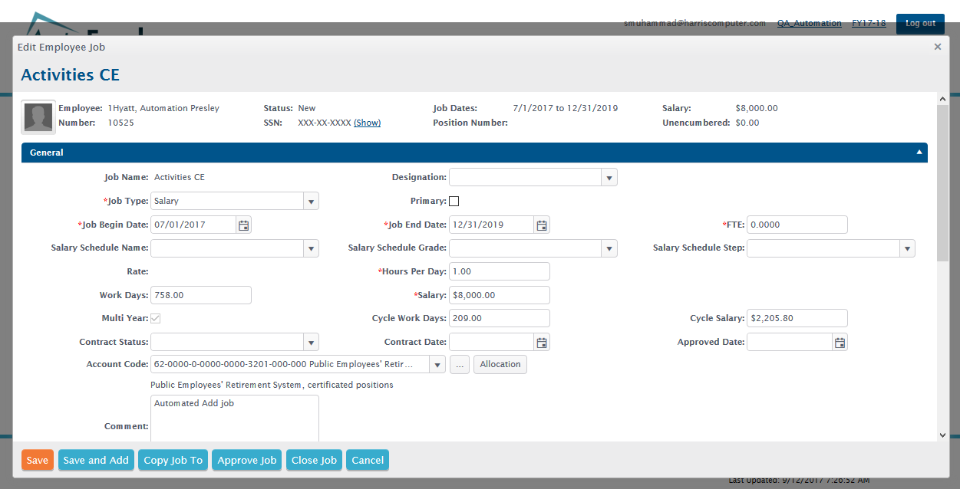 smuhammad@harriscomputer.com QA_Automation FY17-18 Log out
Edit Employee Job ×
Activities CE
Employee: 1Hyatt, Automation Presley Status: New Job Dates: 7/1/2017 to 12/31/2019 Salary: $8,000.00
Number: 10525 SSN: XXX-XX-XXXX (Show) Position Number: Unencumbered: $0.00
General
Job Name: Activities CE Designation:
*Job Type: Salary Primary:
*Job Begin Date: 07/01/2017 *Job End Date: 12/31/2019 *FTE: 0.0000
Salary Schedule Name: Salary Schedule Grade: Salary Schedule Step:
Rate: *Hours Per Day: 1.00
Work Days: 758.00 *Salary: $8,000.00
Multi Year: Cycle Work Days: 209.00 Cycle Salary: $2,205.80
Contract Status: Contract Date: Approved Date:
Account Code: 62-0000-0-0000-0000-3201-000-000 Public Employees' Retir... ... Allocation
Public Employees' Retirement System, certificated positions
Automated Add job
Comment:
Save Save and Add Copy Job To Approve Job Close Job Cancel
Last Updated: 9/12/2017 7:26:52 AM